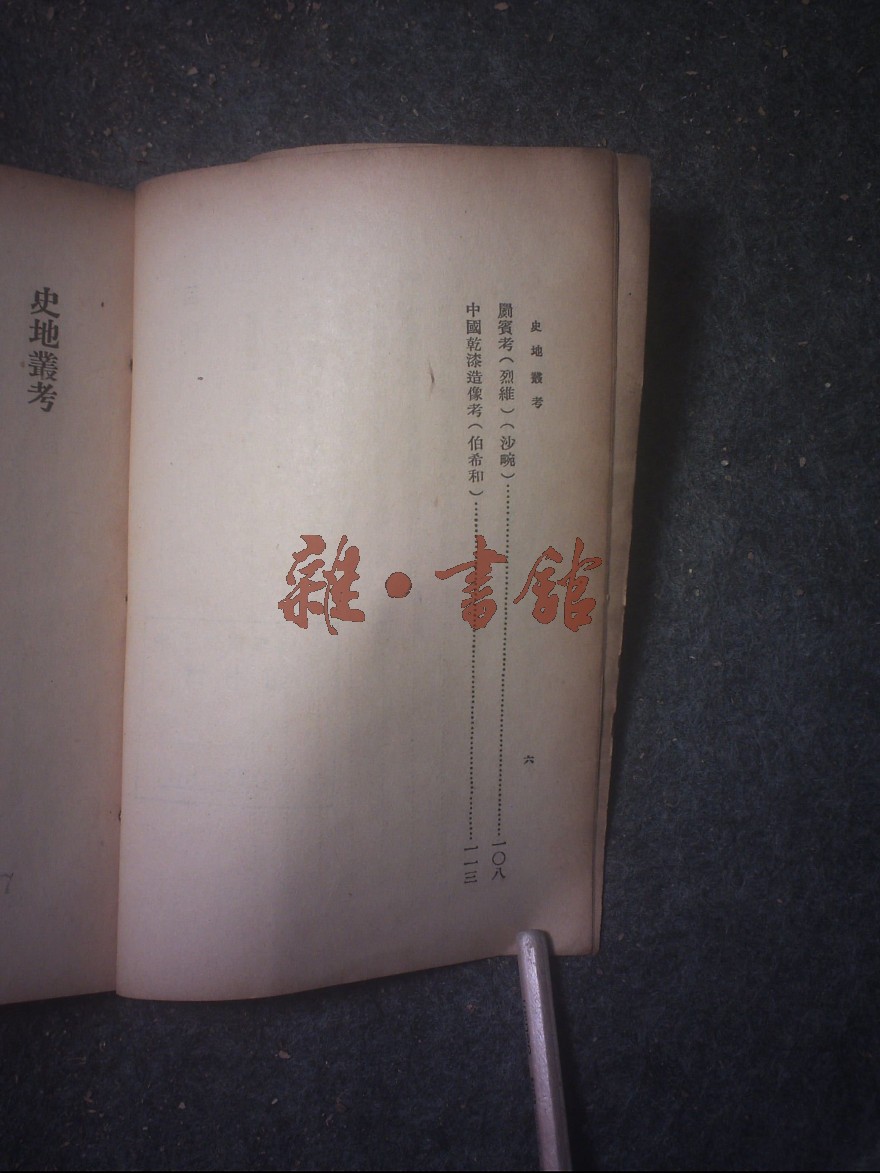 史地叢考
六
罽賓考（烈維）（沙畹）⋯⋯⋯⋯一〇八
中國乾漆造像考（伯希和）⋯⋯⋯⋯一一三
史地叢考
雜·書館